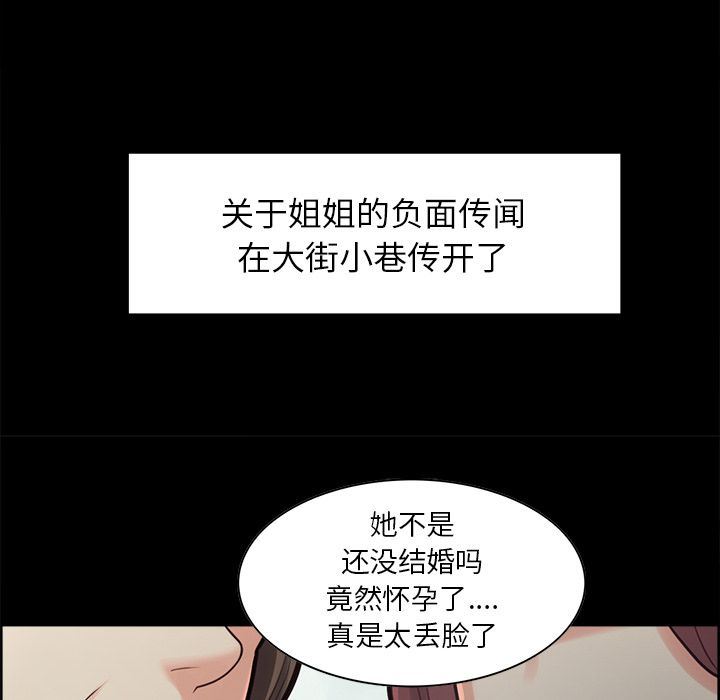 关于姐姐的负面传闻
在大街小巷传开了
她不是
还没结婚吗
竟然怀孕了....
真是太丢脸了